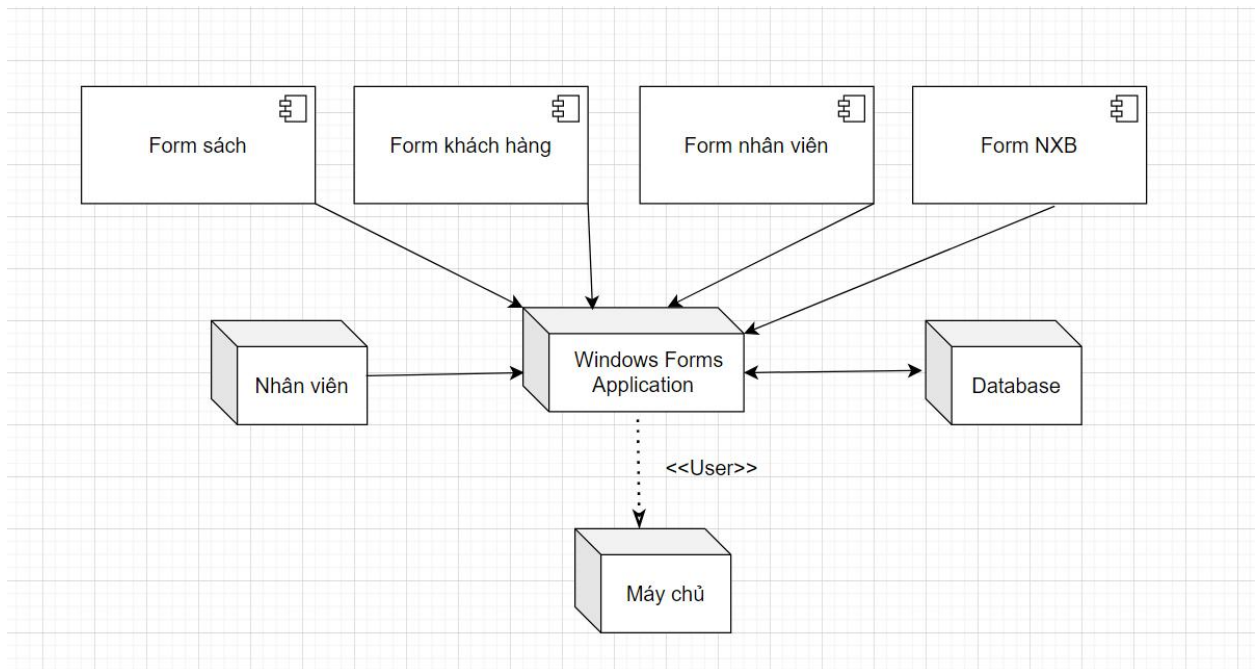 Form sách
Form khách hàng
Form nhân viên
Form NXB
Nhân viên
Windows Forms
Application
Database
<<User>>
Máy chủ